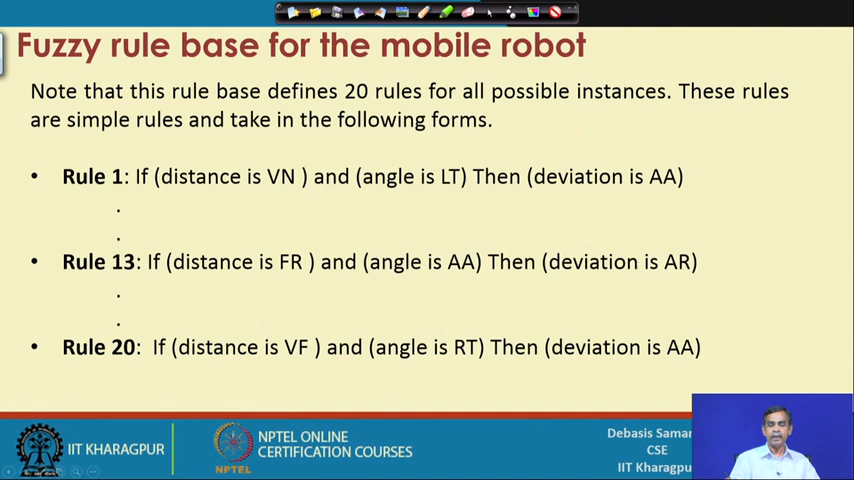 Fuzzy rule base for the mobile robot
Note that this rule base defines 20 rules for all possible instances. These rules
are simple rules and take in the following forms.
• Rule 1: If (distance is VN ) and (angle is LT) Then (deviation is AA)
.
.
• Rule 13: If (distance is FR ) and (angle is AA) Then (deviation is AR)
.
.
• Rule 20: If (distance is VF ) and (angle is RT) Then (deviation is AA)
IIT KHARAGPUR
NPTEL
NPTEL ONLINE
CERTIFICATION COURSES
Debasis Samar
CSE
IIT Kharagpu